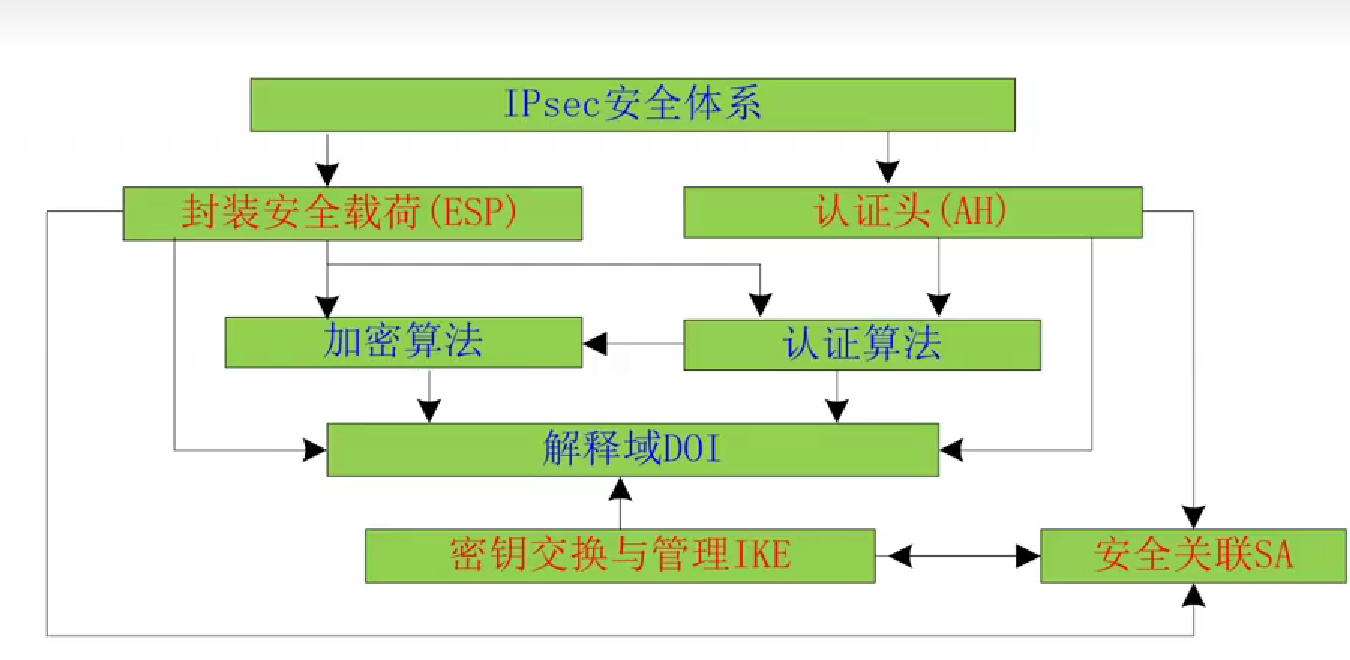 IPsec安全体系
封装安全载荷(ESP)
认证头(AH)
加密算法
认证算法
解释域DOI
密钥交换与管理IKE
安全关联SA